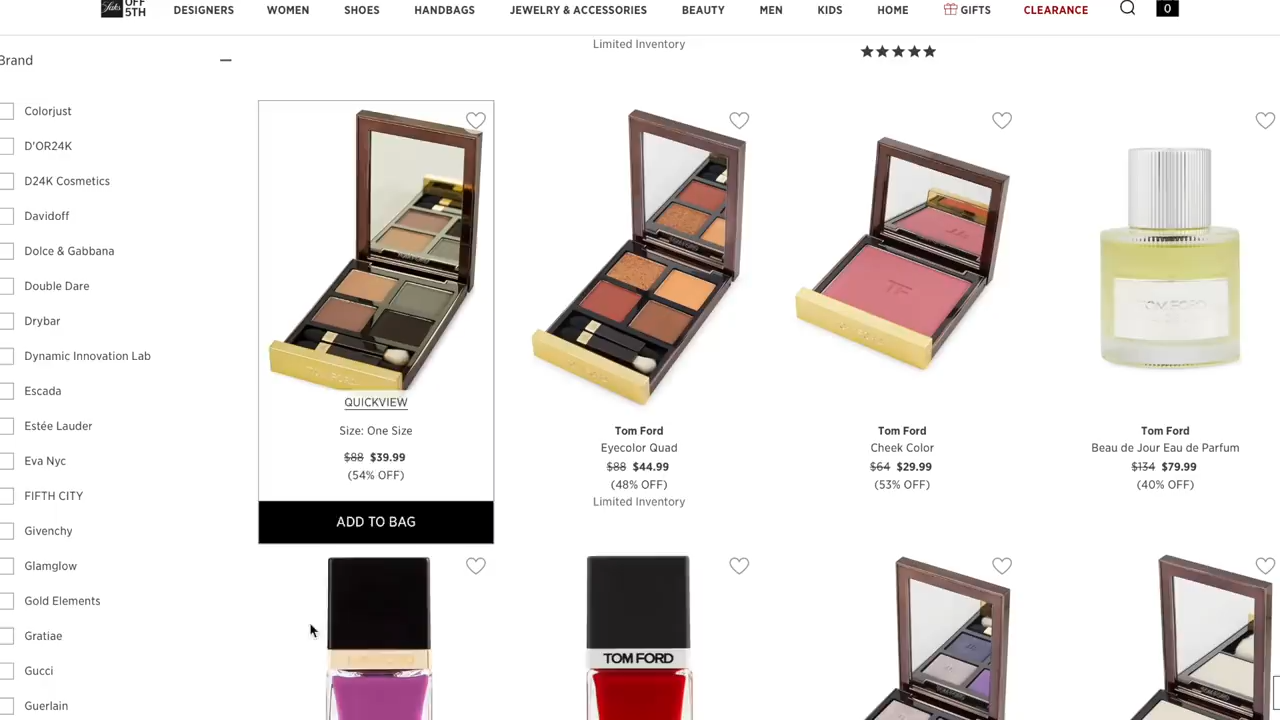 Saks OFF 5TH
DESIGNERS WOMEN SHOES HANDBAGS JEWELRY & ACCESSORIES BEAUTY MEN KIDS HOME GIFTS CLEARANCE 0
Brand
Colorjust
D'OR24K
D24K Cosmetics
Davidoff
Dolce & Gabbana
Double Dare
Drybar
Dynamic Innovation Lab
Escada
Estée Lauder
Eva Nyc
FIFTH CITY
Givenchy
Glamglow
Gold Elements
Gratiae
Gucci
Guerlain
Limited Inventory
QUICKVIEW
Size: One Size
$88 $39.99
(54% OFF)
ADD TO BAG
Tom Ford
Eyecolor Quad
$88 $44.99
(48% OFF)
Limited Inventory
TF
Tom Ford
Cheek Color
$64 $29.99
(53% OFF)
TOM FORD
Tom Ford
Beau de Jour Eau de Parfum
$134 $79.99
(40% OFF)
TOM FORD